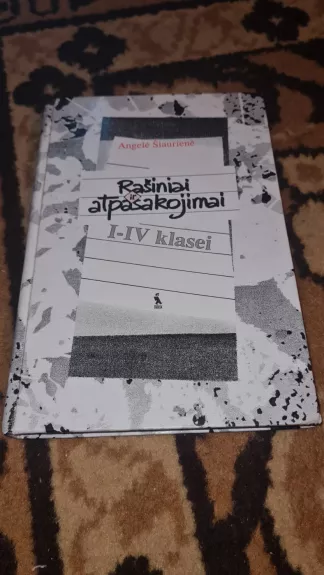 Angelė Šiaurienė
Rašiniai
ir
atpasakojimai
I-IV klasei